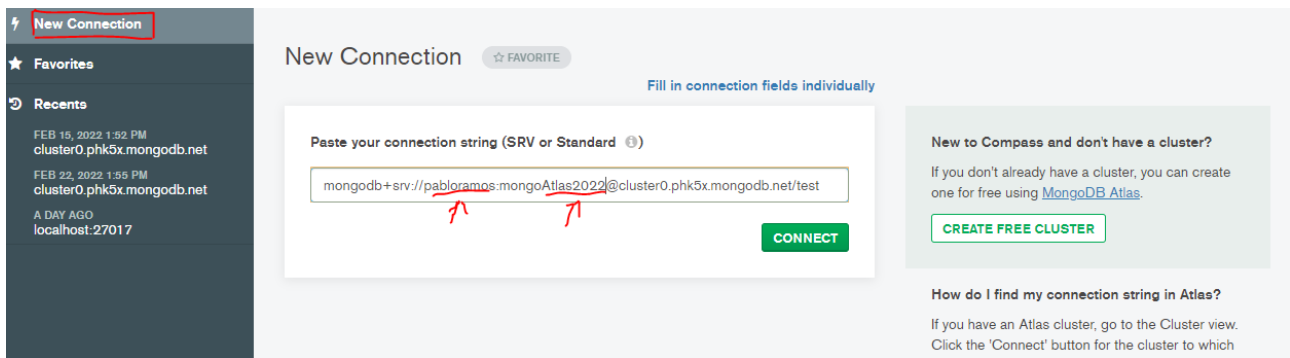 New Connection
Favorites
Recents
FEB 15, 2022 1:52 PM
cluster0.phk5x.mongodb.net
FEB 22, 2022 1:55 PM
cluster0.phk5x.mongodb.net
A DAY AGO
localhost:27017
New Connection
FAVORITE
Fill in connection fields individually
Paste your connection string (SRV or Standard )
mongodb+srv://pabloramos:mongoAtlas2022@cluster0.phk5x.mongodb.net/test
CONNECT
New to Compass and don't have a cluster?
If you don't already have a cluster, you can create
one for free using MongoDB Atlas.
CREATE FREE CLUSTER
How do I find my connection string in Atlas?
If you have an Atlas cluster, go to the Cluster view.
Click the 'Connect' button for the cluster to which